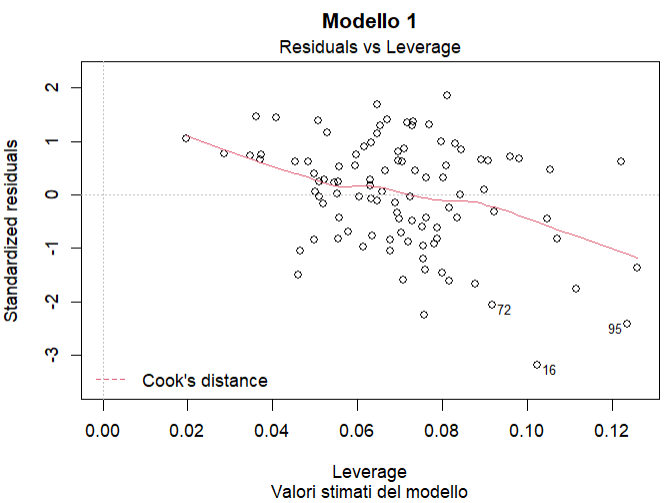 Modello 1
Residuals vs Leverage
Standardized residuals
2
1
0
-1
-2
-3
72
95
16
Cook's distance
0.00 0.02 0.04 0.06 0.08 0.10 0.12
Leverage
Valori stimati del modello